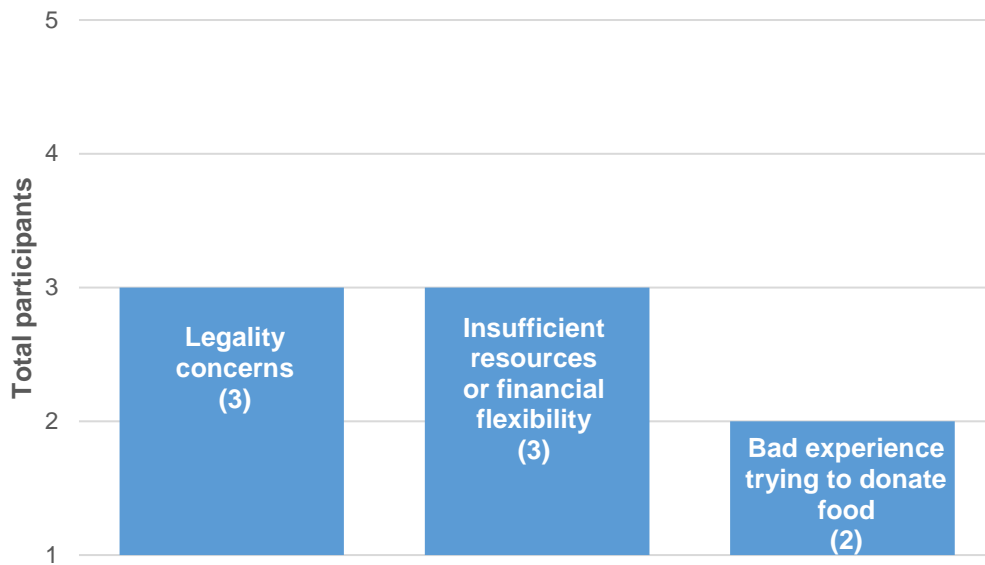 5
4
3
2
1
Total participants
Legality
concerns
(3)
Insufficient
resources
or financial
flexibility
(3)
Bad experience
trying to donate
food
(2)